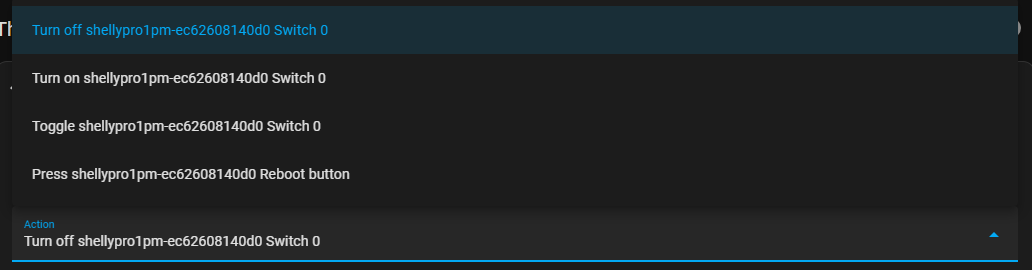 Th
Turn off shellypro1pm-ec62608140d0 Switch 0
Turn on shellypro1pm-ec62608140d0 Switch 0
Toggle shellypro1pm-ec62608140d0 Switch 0
Press shellypro1pm-ec62608140d0 Reboot button
Action
Turn off shellypro1pm-ec62608140d0 Switch 0